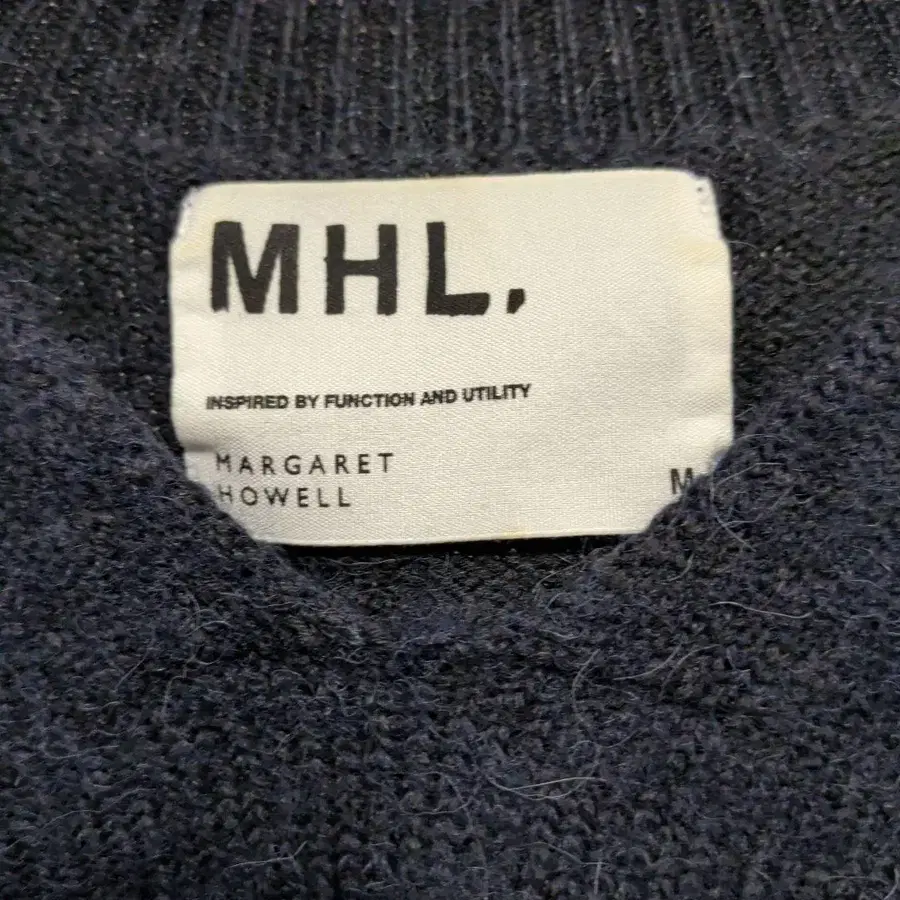 MHL.
INSPIRED BY FUNCTION AND UTILITY
MARGARET
HOWELL
M